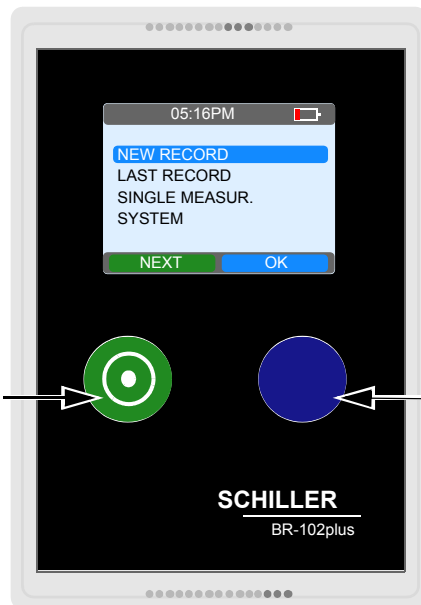 05:16PM
NEW RECORD
LAST RECORD
SINGLE MEASUR.
SYSTEM
NEXT OK
SCHILLER
BR-102plus